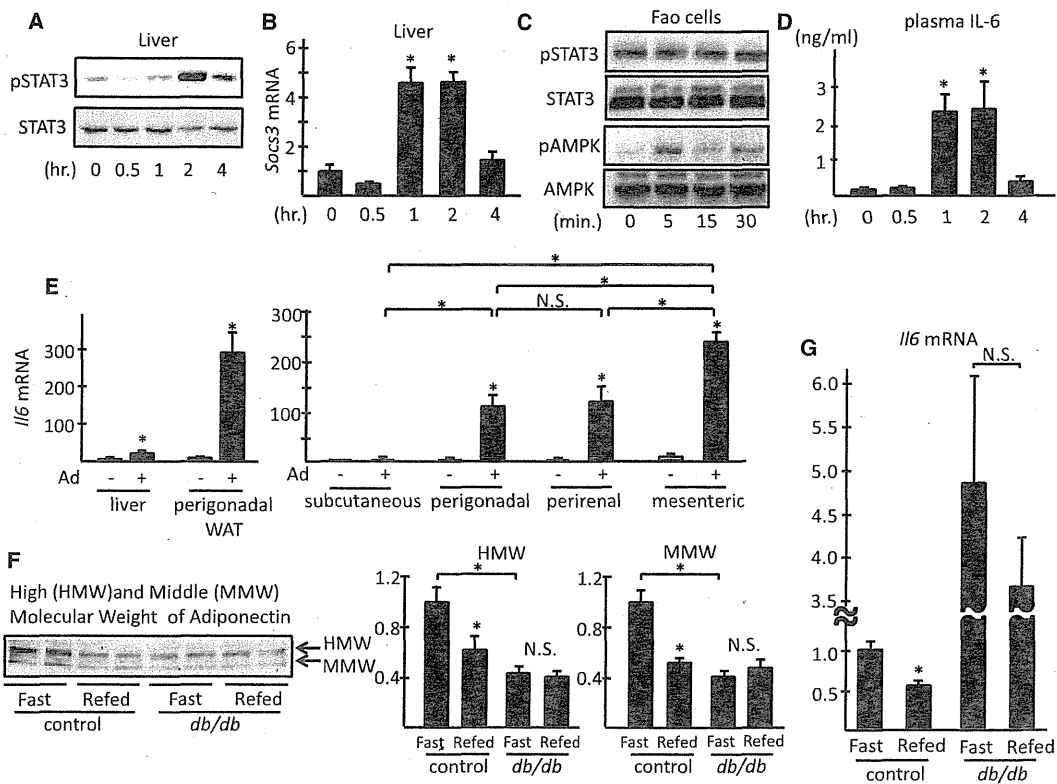 A
Liver
pSTAT3
STAT3
(hr.) 0 0.5 1 2 4
B
Liver
Socs3 mRNA
6
4
2
* *
(hr.) 0 0.5 1 2 4
C
Fao cells
pSTAT3
STAT3
pAMPK
AMPK
(min.) 0 5 15 30
D
plasma IL-6
(ng/ml)
3
2
1
* *
(hr.) 0 0.5 1 2 4
E
Il6 mRNA
300
200
100
* *
Ad - + - +
liver perigonadal
WAT
*
*
* N.S. *
300
200
100
* * *
Ad - + - + - + - +
subcutaneous perigonadal perirenal mesenteric
F
High (HMW)and Middle (MMW)
Molecular Weight of Adiponectin
HMW
MMW
Fast Refed Fast Refed
control db/db
HMW
1.2
0.8
0.4
*
*
N.S.
Fast Refed Fast Refed
control db/db
MMW
1.2
0.8
0.4
*
*
N.S.
Fast Refed Fast Refed
control db/db
G
Il6 mRNA
N.S.
6.0
5.5
5.0
4.5
4.0
3.5
1.0
0.5
*
Fast Refed Fast Refed
control db/db